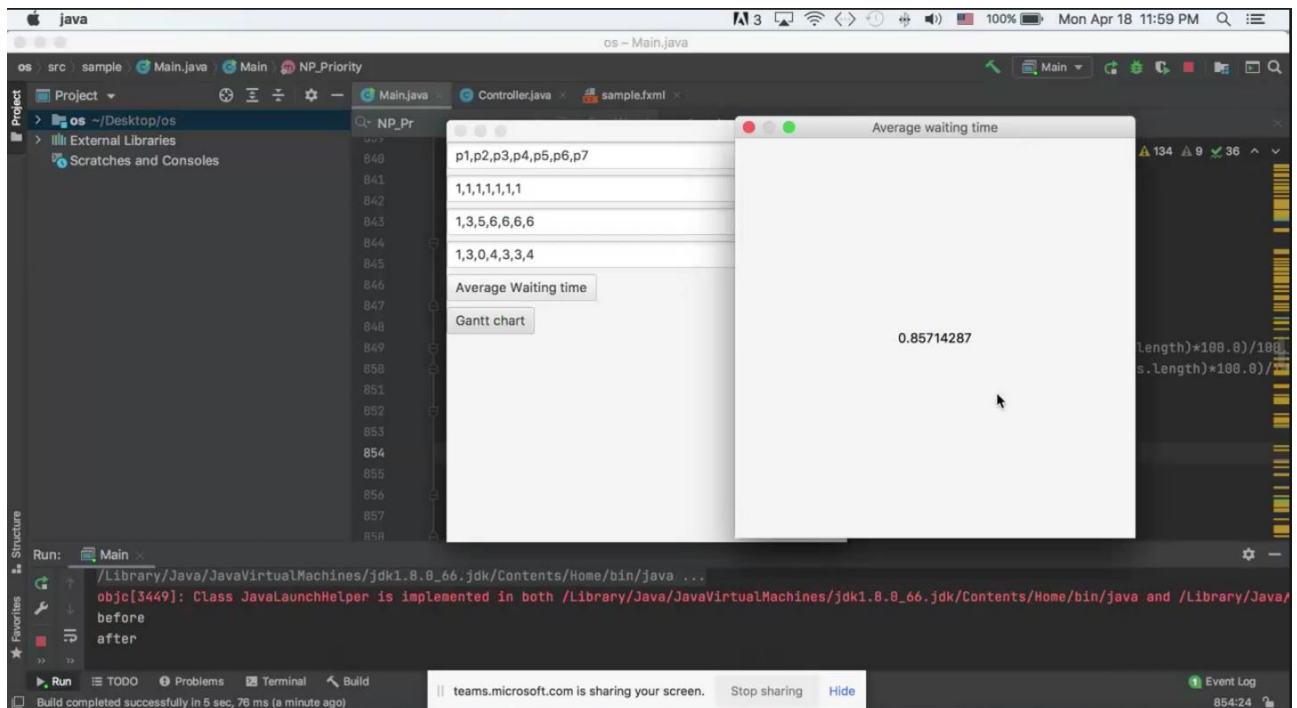 java
3
100%
Mon Apr 18 11:59 PM
os – Main.java
os
src
sample
Main.java
Main
NP_Priority
Main
Project
Project
Main.java
Controller.java
sample.fxml
os ~/Desktop/os
External Libraries
Scratches and Consoles
NP_Pr
134
9
36
840
841
842
843
844
845
846
847
848
849
850
851
852
853
854
855
856
857
858
p1,p2,p3,p4,p5,p6,p7
1,1,1,1,1,1,1
1,3,5,6,6,6,6
1,3,0,4,3,3,4
Average Waiting time
Gantt chart
Average waiting time
0.85714287
length)*100.0)/100.
s.length)*100.0)/
Structure
Favorites
Run:
Main
/Library/Java/JavaVirtualMachines/jdk1.8.0_66.jdk/Contents/Home/bin/java ...
objc[3449]: Class JavaLaunchHelper is implemented in both /Library/Java/JavaVirtualMachines/jdk1.8.0_66.jdk/Contents/Home/bin/java and /Library/Java/
before
after
Run
TODO
Problems
Terminal
Build
1 Event Log
teams.microsoft.com is sharing your screen.
Stop sharing
Hide
Build completed successfully in 5 sec, 76 ms (a minute ago)
854:24